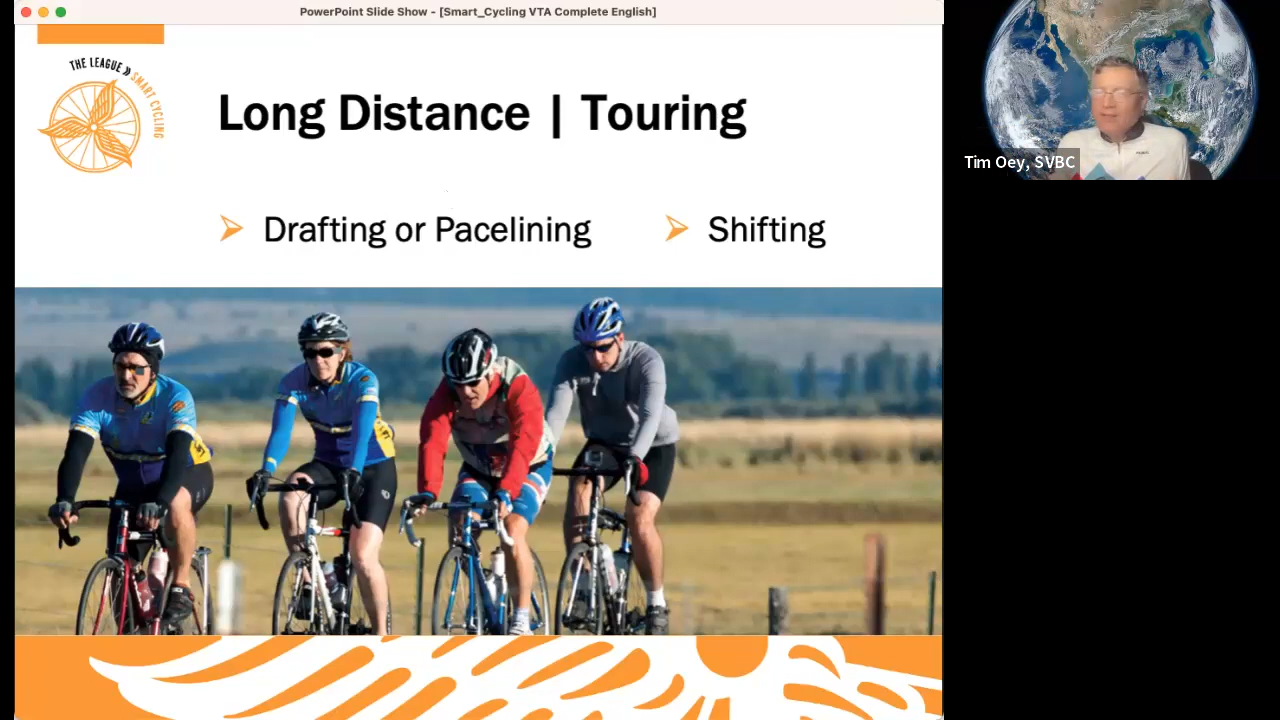 PowerPoint Slide Show - [Smart_Cycling VTA Complete English]
THE LEAGUE
SMART CYCLING
Long Distance | Touring
Drafting or Pacelining
Shifting
Tim Oey, SVBC